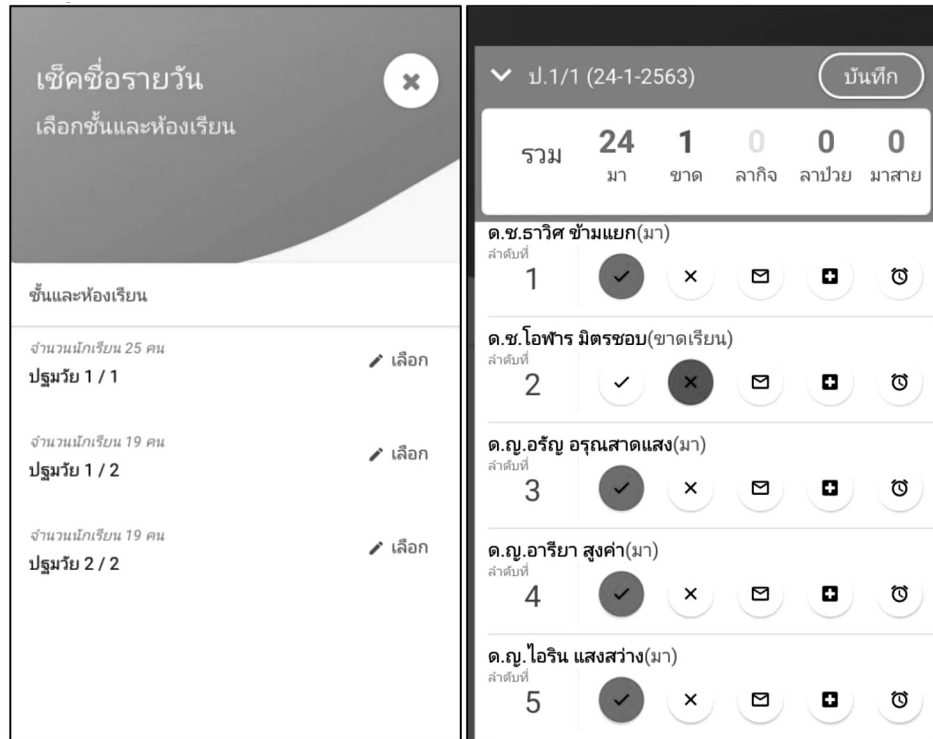 เช็คชื่อรายวัน
เลือกชั้นและห้องเรียน
ชั้นและห้องเรียน
จำนวนนักเรียน 25 คน
ปฐมวัย 1 / 1
เลือก
จำนวนนักเรียน 19 คน
ปฐมวัย 1 / 2
เลือก
จำนวนนักเรียน 19 คน
ปฐมวัย 2 / 2
เลือก
ป.1/1 (24-1-2563) บันทึก
รวม 24 1 0 0 0
มา ขาด ลากิจ ลาป่วย มาสาย
ด.ช.ธาวิศ ข้ามแยก(มา)
ลำดับที่
1
ด.ช.โอฬาร มิตรชอบ(ขาดเรียน)
ลำดับที่
2
ด.ญ.อรัญ อรุณสาดแสง(มา)
ลำดับที่
3
ด.ญ.อารียา สูงค่า(มา)
ลำดับที่
4
ด.ญ.ไอริน แสงสว่าง(มา)
ลำดับที่
5